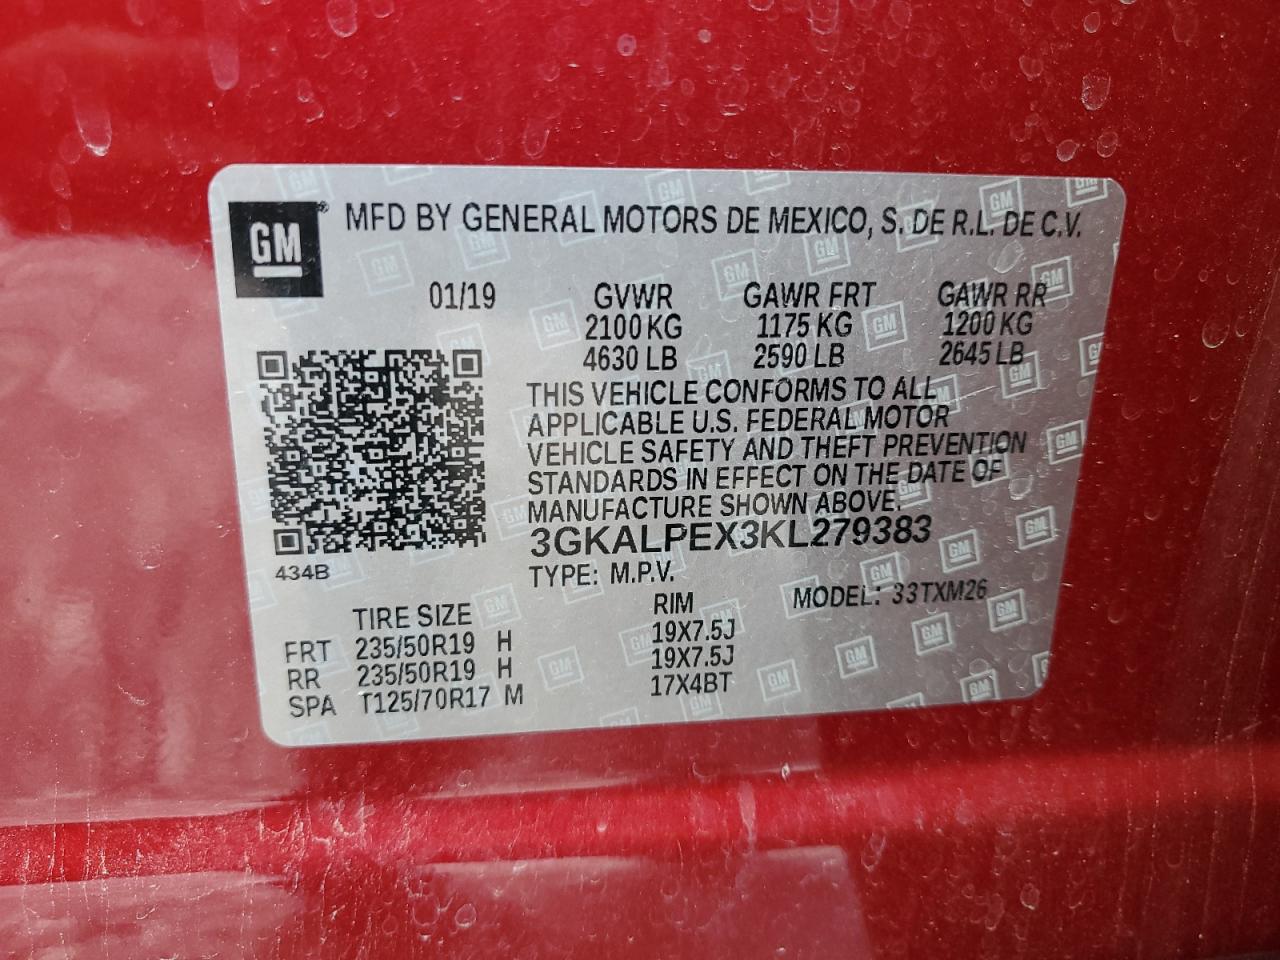 GM ® MFD BY GENERAL MOTORS DE MEXICO, S. DE R.L. DE C.V.
01/19 GVWR GAWR FRT GAWR RR
2100 KG 1175 KG 1200 KG
4630 LB 2590 LB 2645 LB
THIS VEHICLE CONFORMS TO ALL
APPLICABLE U.S. FEDERAL MOTOR
VEHICLE SAFETY AND THEFT PREVENTION
STANDARDS IN EFFECT ON THE DATE OF
MANUFACTURE SHOWN ABOVE.
3GKALPEX3KL279383
434B
TYPE: M.P.V.
MODEL: 33TXM26
TIRE SIZE RIM
FRT 235/50R19 H 19X7.5J
RR 235/50R19 H 19X7.5J
SPA T125/70R17 M 17X4BT